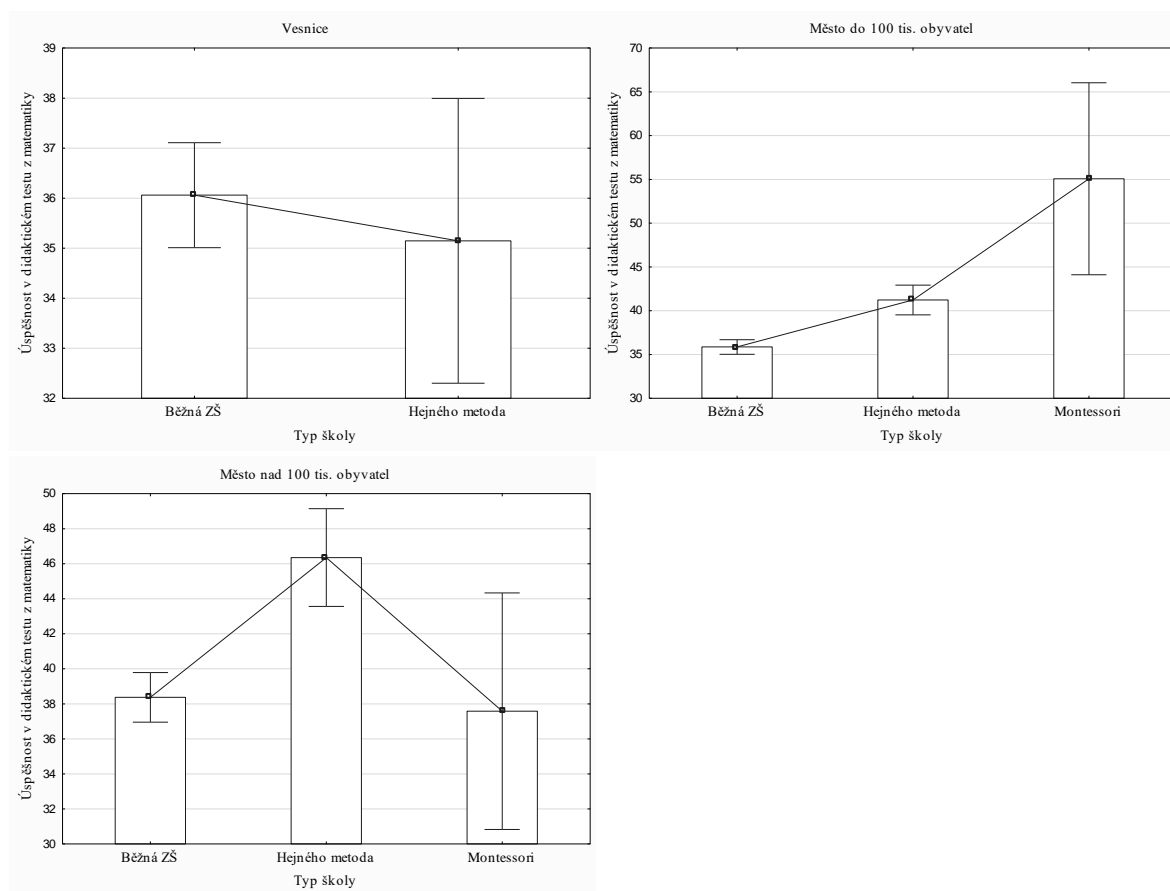 Vesnice
Úspěšnost v didaktickém testu z matematiky
39
38
37
36
35
34
33
32
Běžná ZŠ Hejného metoda
Typ školy
Město do 100 tis. obyvatel
Úspěšnost v didaktickém testu z matematiky
70
65
60
55
50
45
40
35
30
Běžná ZŠ Hejného metoda Montessori
Typ školy
Město nad 100 tis. obyvatel
Úspěšnost v didaktickém testu z matematiky
50
48
46
44
42
40
38
36
34
32
30
Běžná ZŠ Hejného metoda Montessori
Typ školy